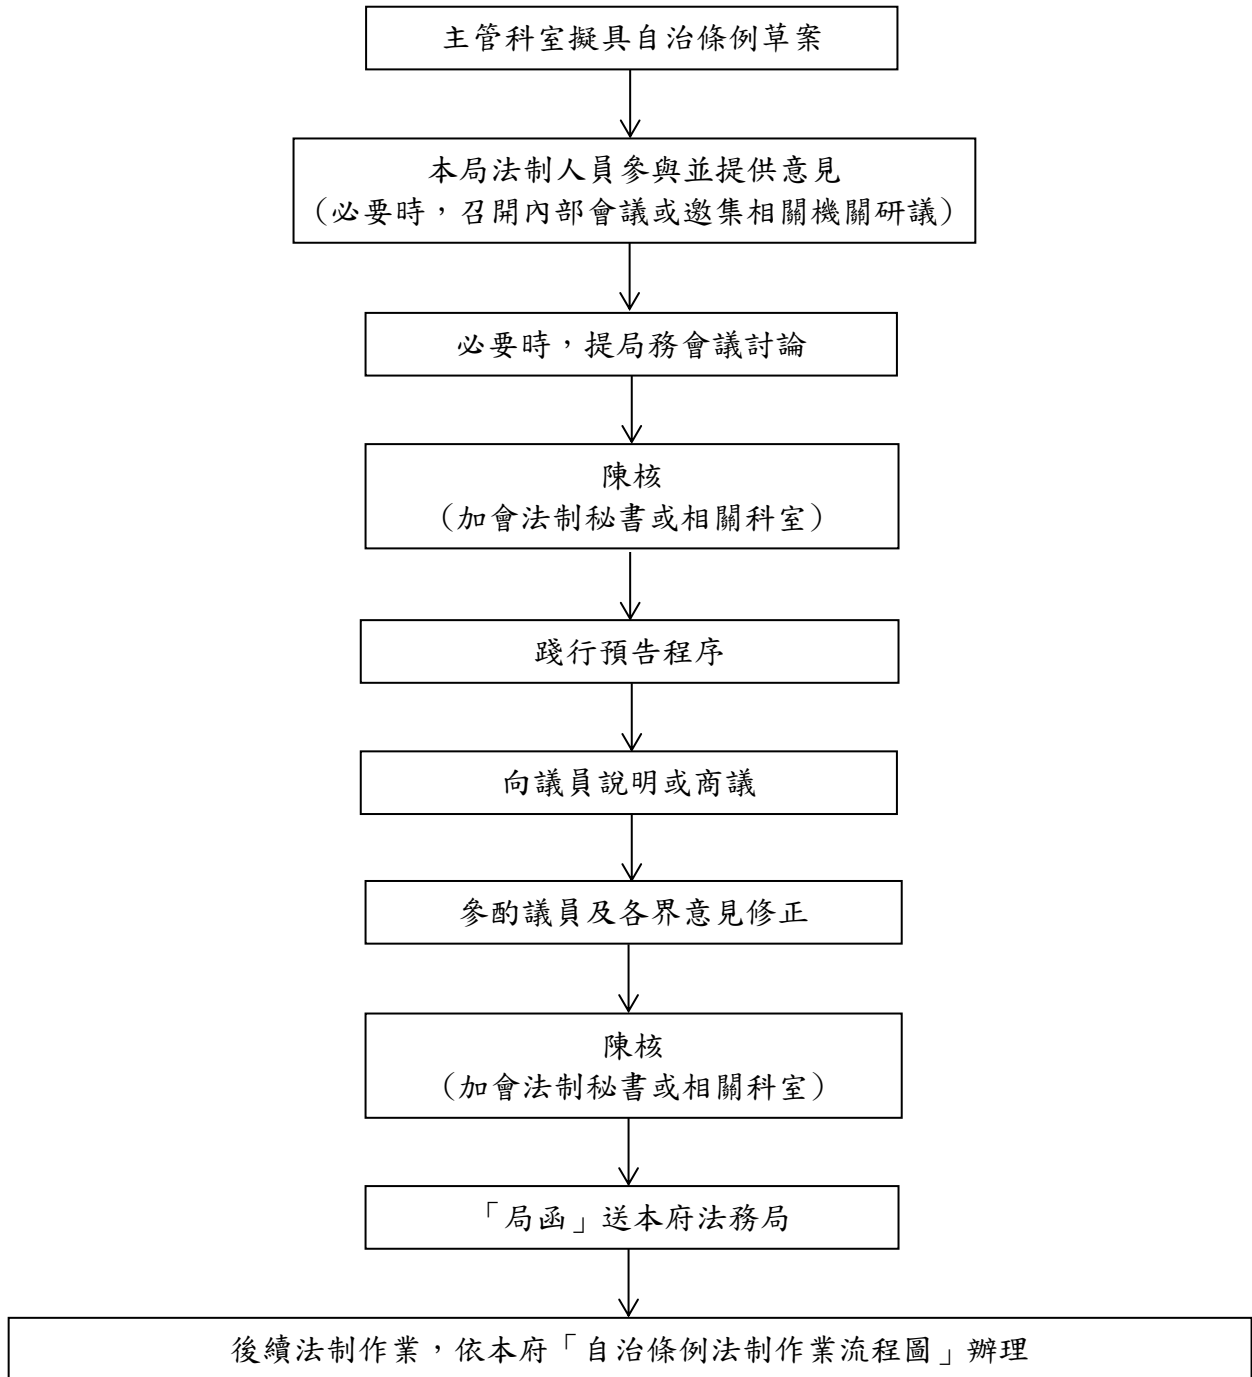 主管科室擬具自治條例草案
本局法制人員參與並提供意見
（必要時，召開內部會議或邀集相關機關研議）
必要時，提局務會議討論
陳核
（加會法制秘書或相關科室）
踐行預告程序
向議員說明或商議
參酌議員及各界意見修正
陳核
（加會法制秘書或相關科室）
「局函」送本府法務局
後續法制作業，依本府「自治條例法制作業流程圖」辦理